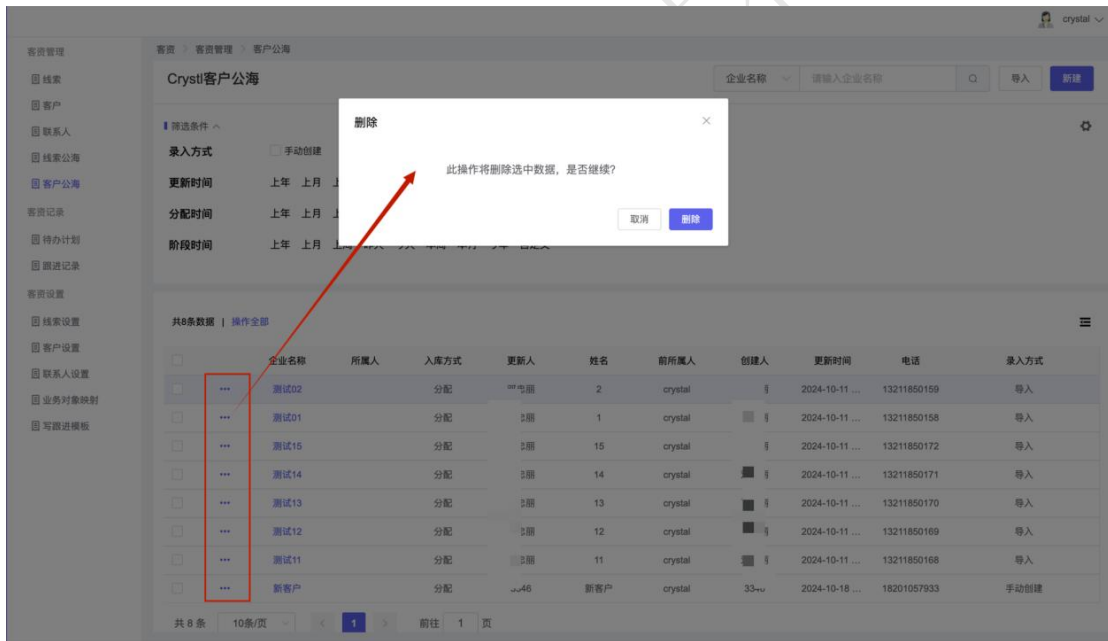 crystal
客资管理
线索
客户
联系人
线索公海
客户公海
客资记录
待办计划
跟进记录
客资设置
线索设置
客户设置
联系人设置
业务对象映射
写跟进模板
客资 > 客资管理 > 客户公海
Crystl客户公海
企业名称 请输入企业名称 导入 新建
筛选条件
录入方式 手动创建
更新时间 上年 上月
分配时间 上年 上月
阶段时间 上年 上月
删除
此操作将删除选中数据，是否继续？
取消 删除
共8条数据 | 操作全部
企业名称 所属人 入库方式 更新人 姓名 前所属人 创建人 更新时间 电话 录入方式
••• 测试02 分配 丽 2 crystal 2024-10-11 ... 13211850159 导入
••• 测试01 分配 丽 1 crystal 2024-10-11 ... 13211850158 导入
••• 测试15 分配 丽 15 crystal 2024-10-11 ... 13211850172 导入
••• 测试14 分配 丽 14 crystal 2024-10-11 ... 13211850171 导入
••• 测试13 分配 丽 13 crystal 2024-10-11 ... 13211850170 导入
••• 测试12 分配 丽 12 crystal 2024-10-11 ... 13211850169 导入
••• 测试11 分配 丽 11 crystal 2024-10-11 ... 13211850168 导入
••• 新客户 分配 46 新客户 crystal 2024-10-18 ... 18201057933 手动创建
共 8 条 10条/页 < 1 > 前往 1 页